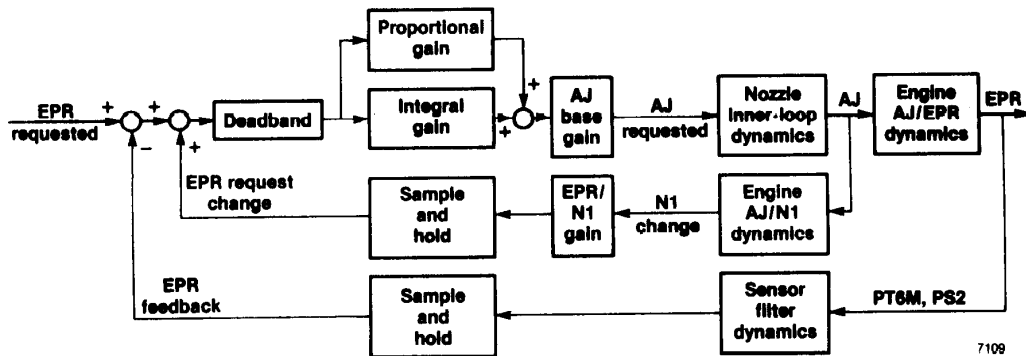 Proportional
gain
EPR
requested
+
−
+
+
Deadband
Integral
gain
+
+
AJ
base
gain
AJ
requested
Nozzle
inner-loop
dynamics
AJ
Engine
AJ/EPR
dynamics
EPR
EPR request
change
Sample
and
hold
EPR/
N1
gain
N1
change
Engine
AJ/N1
dynamics
EPR
feedback
Sample
and
hold
Sensor
filter
dynamics
PT6M, PS2
7109